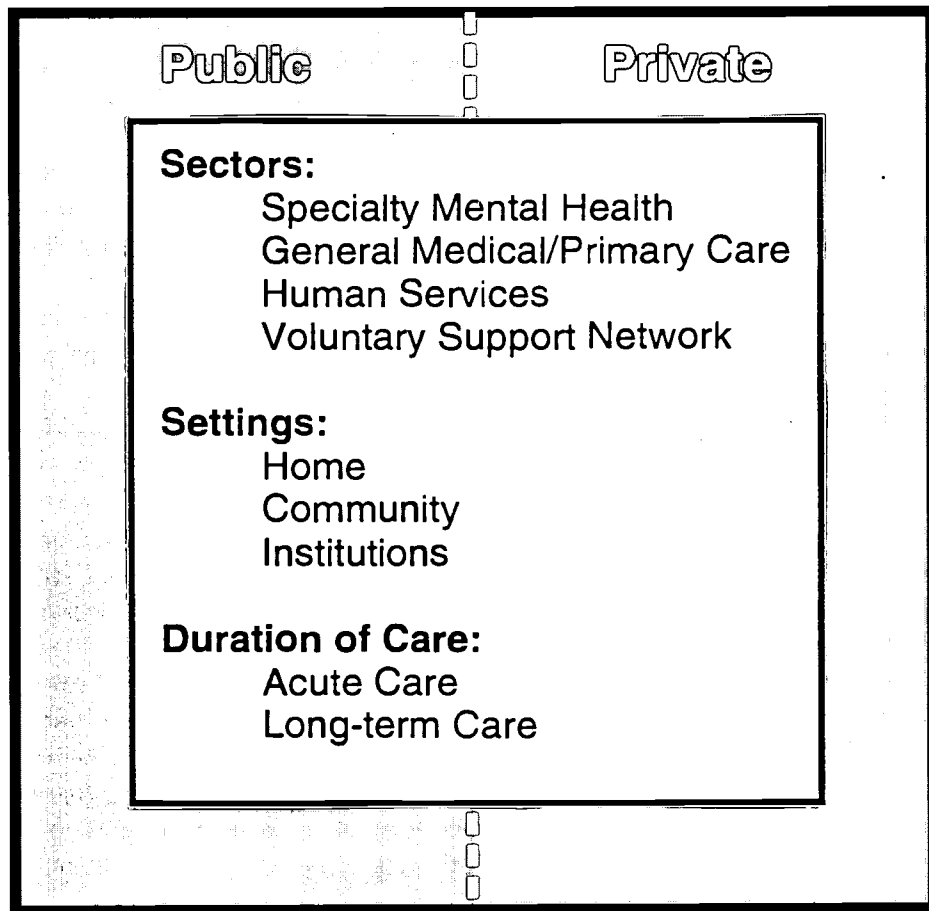 Public Private
Sectors:
Specialty Mental Health
General Medical/Primary Care
Human Services
Voluntary Support Network
Settings:
Home
Community
Institutions
Duration of Care:
Acute Care
Long-term Care